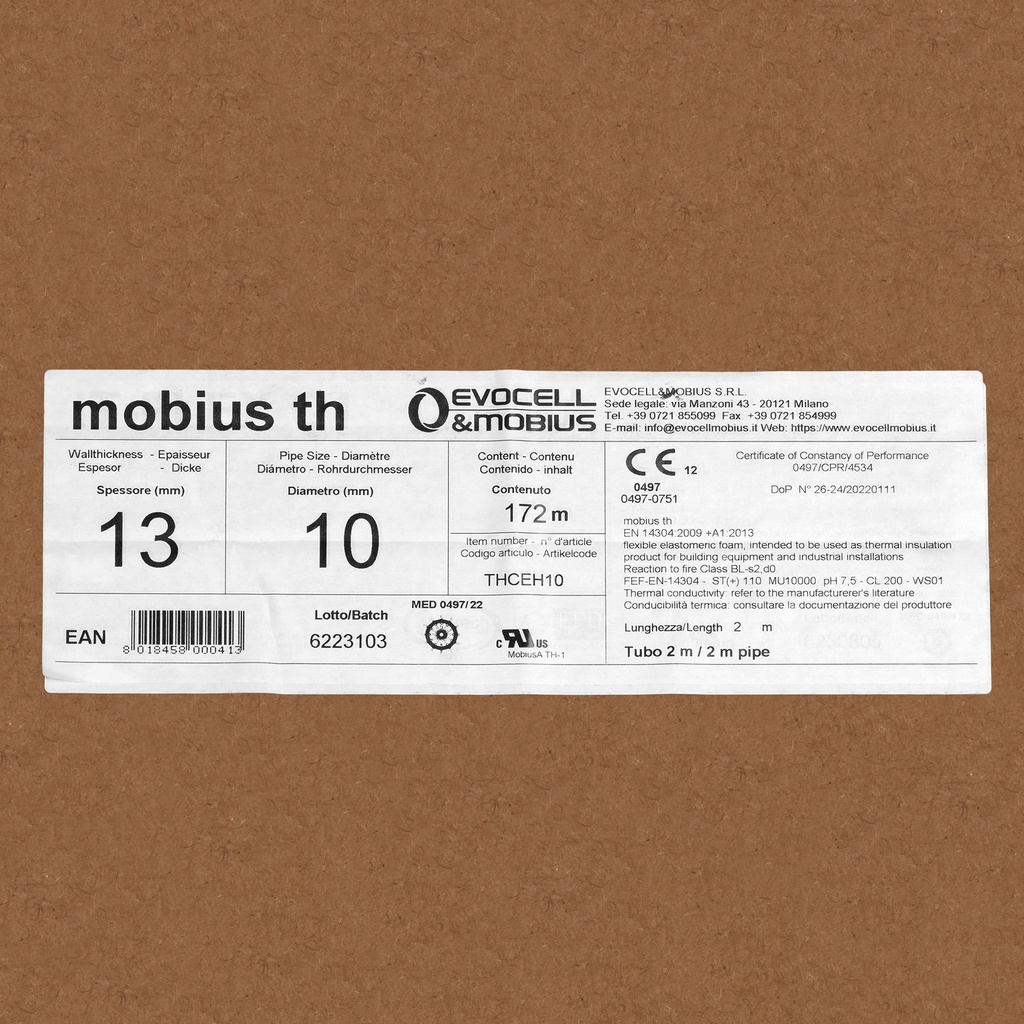 mobius th
EVOCELL
&MOBIUS
EVOCELL&MOBIUS S.R.L.
Sede legale: via Manzoni 43 - 20121 Milano
Tel. +39 0721 855099 Fax +39 0721 854999
E-mail: info@evocellmobius.it Web: https://www.evocellmobius.it
Wallthickness - Epaisseur
Espesor - Dicke
Spessore (mm)
13
Pipe Size - Diamètre
Diámetro - Rohrdurchmesser
Diametro (mm)
10
Content - Contenu
Contenido - inhalt
Contenuto
172 m
Item number - n° d'article
Codigo articulo - Artikelcode
THCEH10
CE 12
0497
0497-0751
Certificate of Constancy of Performance
0497/CPR/4534
DoP N° 26-24/20220111
mobius th
EN 14304:2009 +A1:2013
flexible elastomeric foam, intended to be used as thermal insulation
product for building equipment and industrial installations
Reaction to fire Class BL-s2,d0
FEF-EN-14304 - ST(+) 110 MU10000 pH 7,5 - CL 200 - WS01
Thermal conductivity: refer to the manufacturerer's literature
Conducibilità termica: consultare la documentazione del produttore
Lunghezza/Length 2 m
Tubo 2 m / 2 m pipe
EAN
8 018458 000413
Lotto/Batch
6223103
MED 0497/22
c RU US
MobiusA TH-1